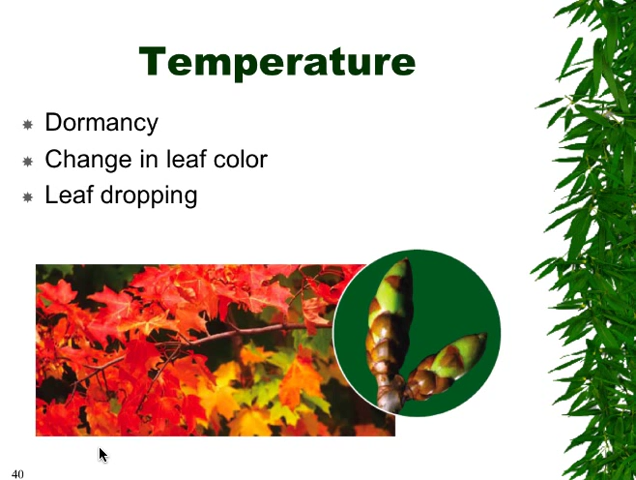 Temperature
Dormancy
Change in leaf color
Leaf dropping
40